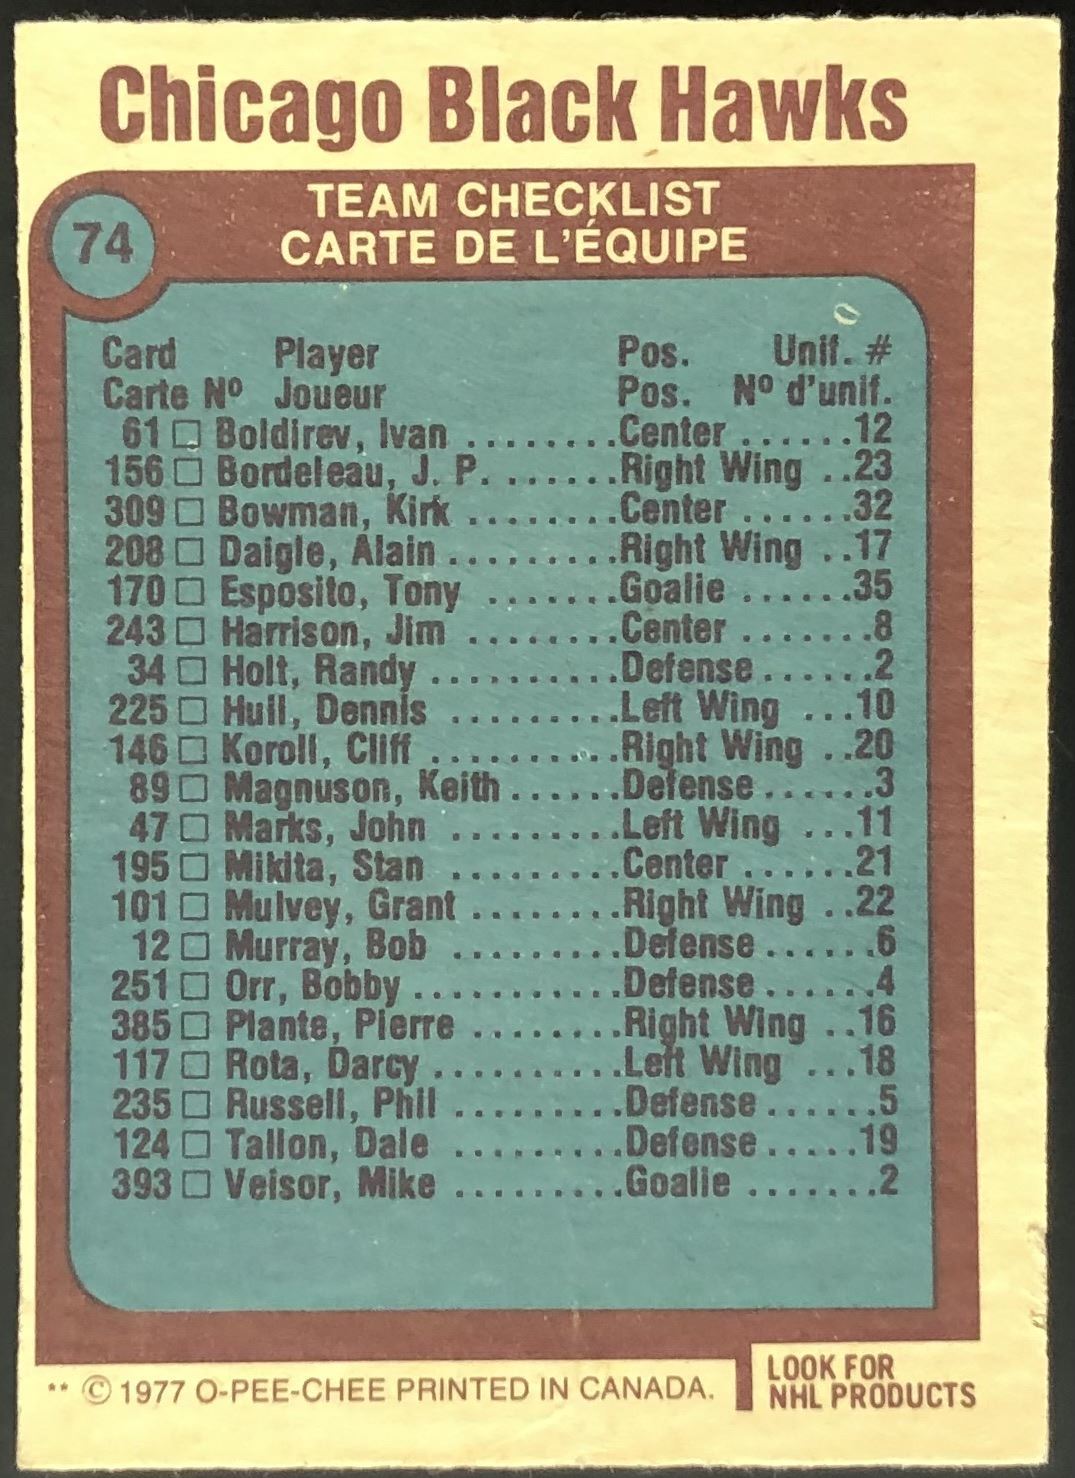 Chicago Black Hawks
74
TEAM CHECKLIST
CARTE DE L'ÉQUIPE
Card Player Pos. Unif. #
Carte Nº Joueur Pos. Nº d'unif.
61 □ Boldirev, Ivan ........Center ......12
156 □ Bordeleau, J. P. .......Right Wing ..23
309 □ Bowman, Kirk ........Center ......32
208 □ Daigle, Alain .........Right Wing ..17
170 □ Esposito, Tony .......Goalie ......35
243 □ Harrison, Jim ........Center .......8
34 □ Holt, Randy ..........Defense ......2
225 □ Hull, Dennis .........Left Wing ...10
146 □ Koroll, Cliff ..........Right Wing ..20
89 □ Magnuson, Keith ......Defense ......3
47 □ Marks, John .........Left Wing ...11
195 □ Mikita, Stan .........Center ......21
101 □ Mulvey, Grant ........Right Wing ..22
12 □ Murray, Bob .........Defense ......6
251 □ Orr, Bobby ...........Defense ......4
385 □ Plante, Pierre ........Right Wing ..16
117 □ Rota, Darcy ..........Left Wing ...18
235 □ Russell, Phil .........Defense ......5
124 □ Tallon, Dale .........Defense .....19
393 □ Veisor, Mike .........Goalie .......2
** © 1977 O-PEE-CHEE PRINTED IN CANADA.
LOOK FOR
NHL PRODUCTS